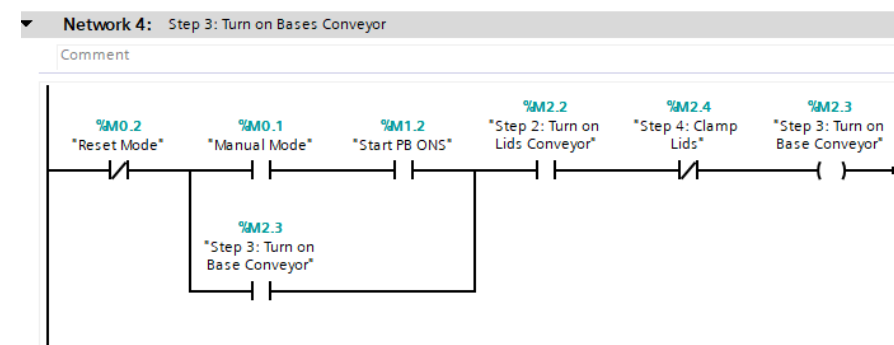 Network 4: Step 3: Turn on Bases Conveyor
Comment
%M0.2
"Reset Mode"
%M0.1
"Manual Mode"
%M1.2
"Start PB ONS"
%M2.2
"Step 2: Turn on
Lids Conveyor"
%M2.4
"Step 4: Clamp
Lids"
%M2.3
"Step 3: Turn on
Base Conveyor"
%M2.3
"Step 3: Turn on
Base Conveyor"